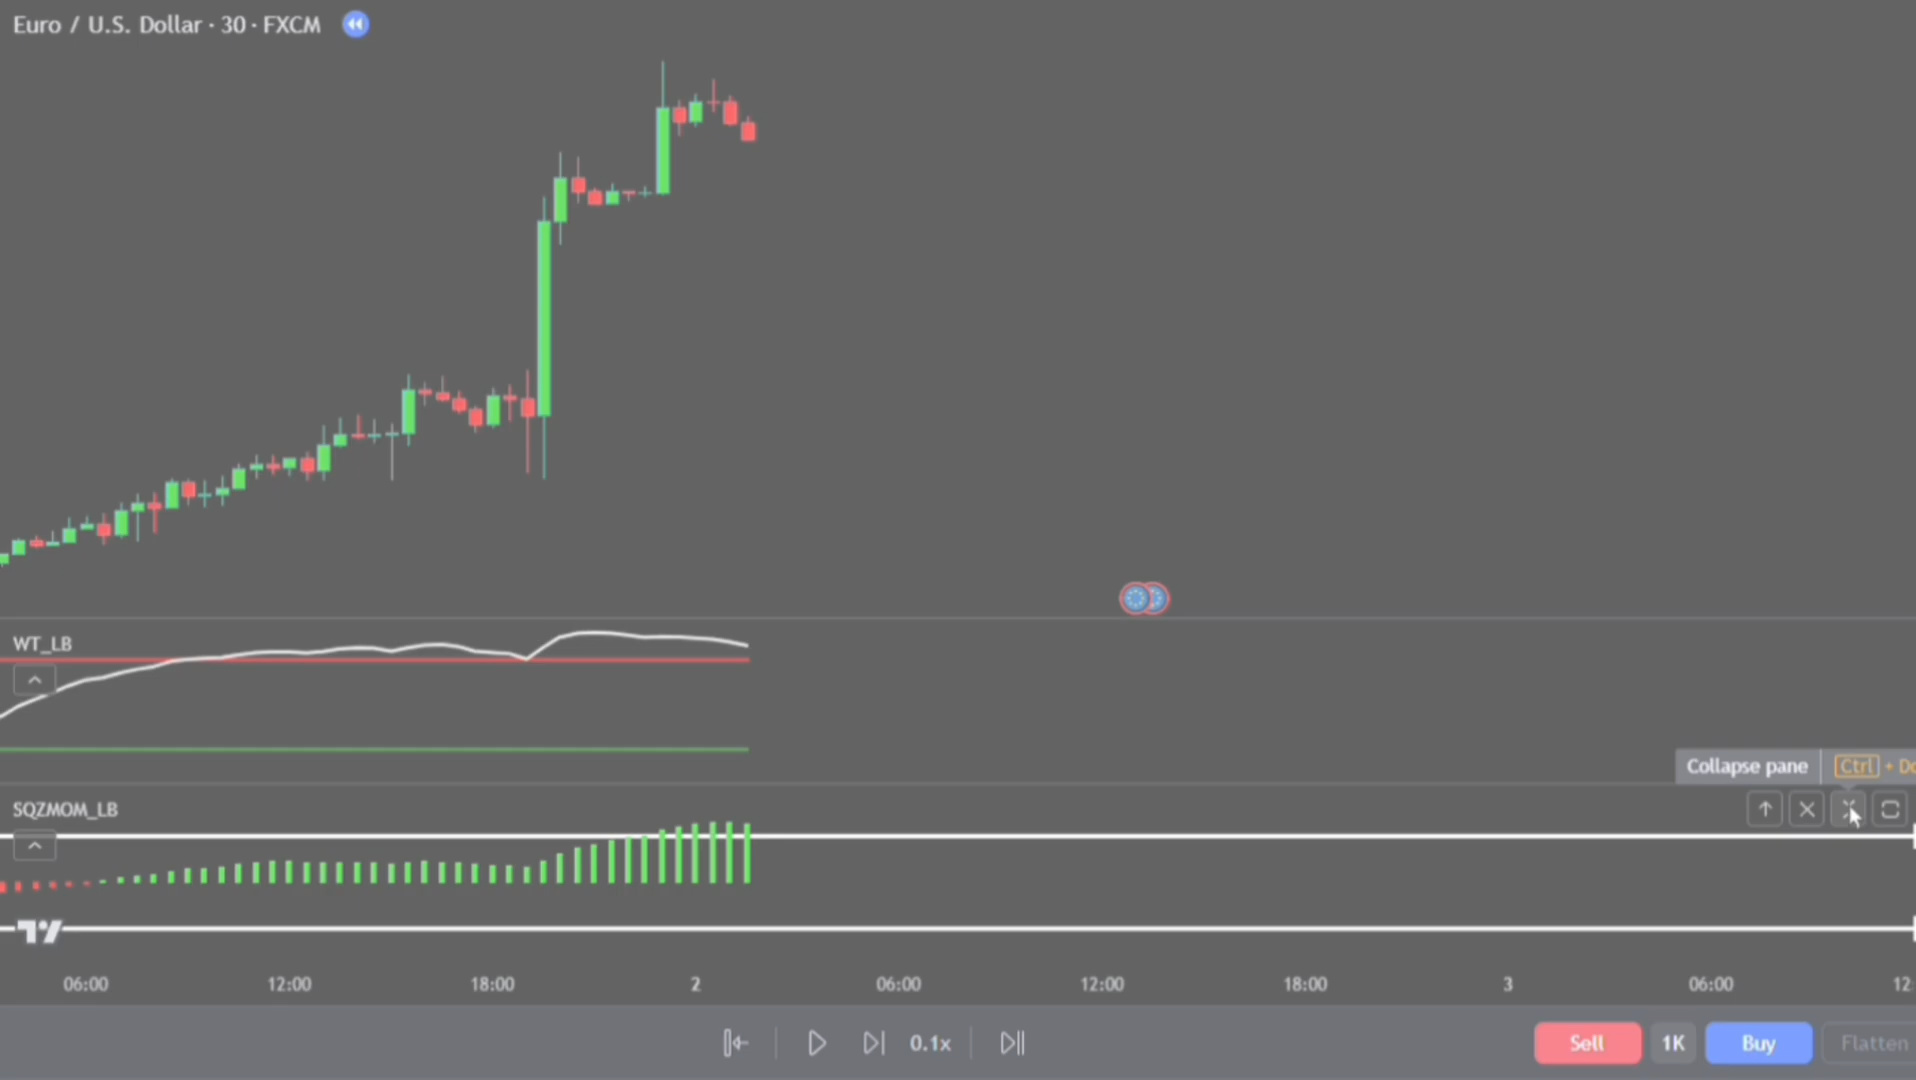 Euro / U.S. Dollar · 30 · FXCM
WT_LB
Collapse pane Ctrl +
SQZMOM_LB
06:00 12:00 18:00 2 06:00 12:00 18:00 3 06:00 12:
0.1x
Sell 1K Buy Flatten